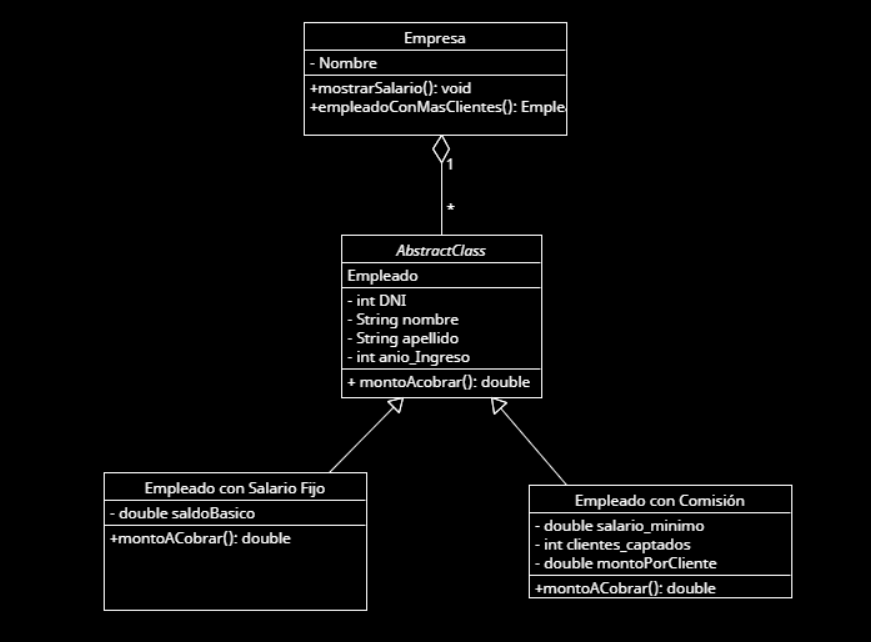 Empresa
- Nombre
+mostrarSalario(): void
+empleadoConMasClientes(): Emple
1
*
AbstractClass
Empleado
- int DNI
- String nombre
- String apellido
- int anio_Ingreso
+ montoAcobrar(): double
Empleado con Salario Fijo
- double saldoBasico
+montoACobrar(): double
Empleado con Comisión
- double salario_minimo
- int clientes_captados
- double montoPorCliente
+montoACobrar(): double